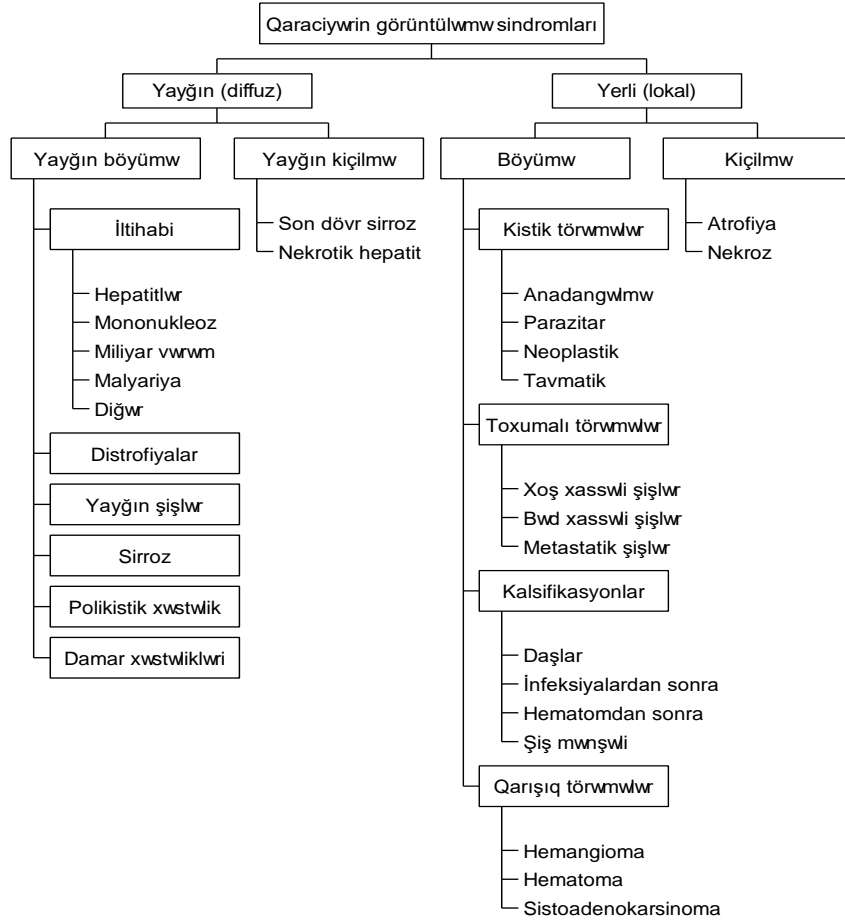 Qaraciywrin görüntülwmw sindromları
Yayğın (diffuz)
Yerli (lokal)
Yayğın böyümw
Yayğın kiçilmw
Böyümw
Kiçilmw
İltihabi
Hepatitlwr
Mononukleoz
Miliyar vwrwm
Malyariya
Diğwr
Distrofiyalar
Yayğın şişlwr
Sirroz
Polikistik xwstwlik
Damar xwstwliklwri
Son dövr sirroz
Nekrotik hepatit
Kistik törwmwlwr
Anadangwlmw
Parazitar
Neoplastik
Tavmatik
Toxumalı törwmwlwr
Xoş xasswli şişlwr
Bwd xasswli şişlwr
Metastatik şişlwr
Kalsifikasyonlar
Daşlar
İnfeksiyalardan sonra
Hematomdan sonra
Şiş mwnşwli
Qarışıq törwmwlwr
Hemangioma
Hematoma
Sistoadenokarsinoma
Atrofiya
Nekroz